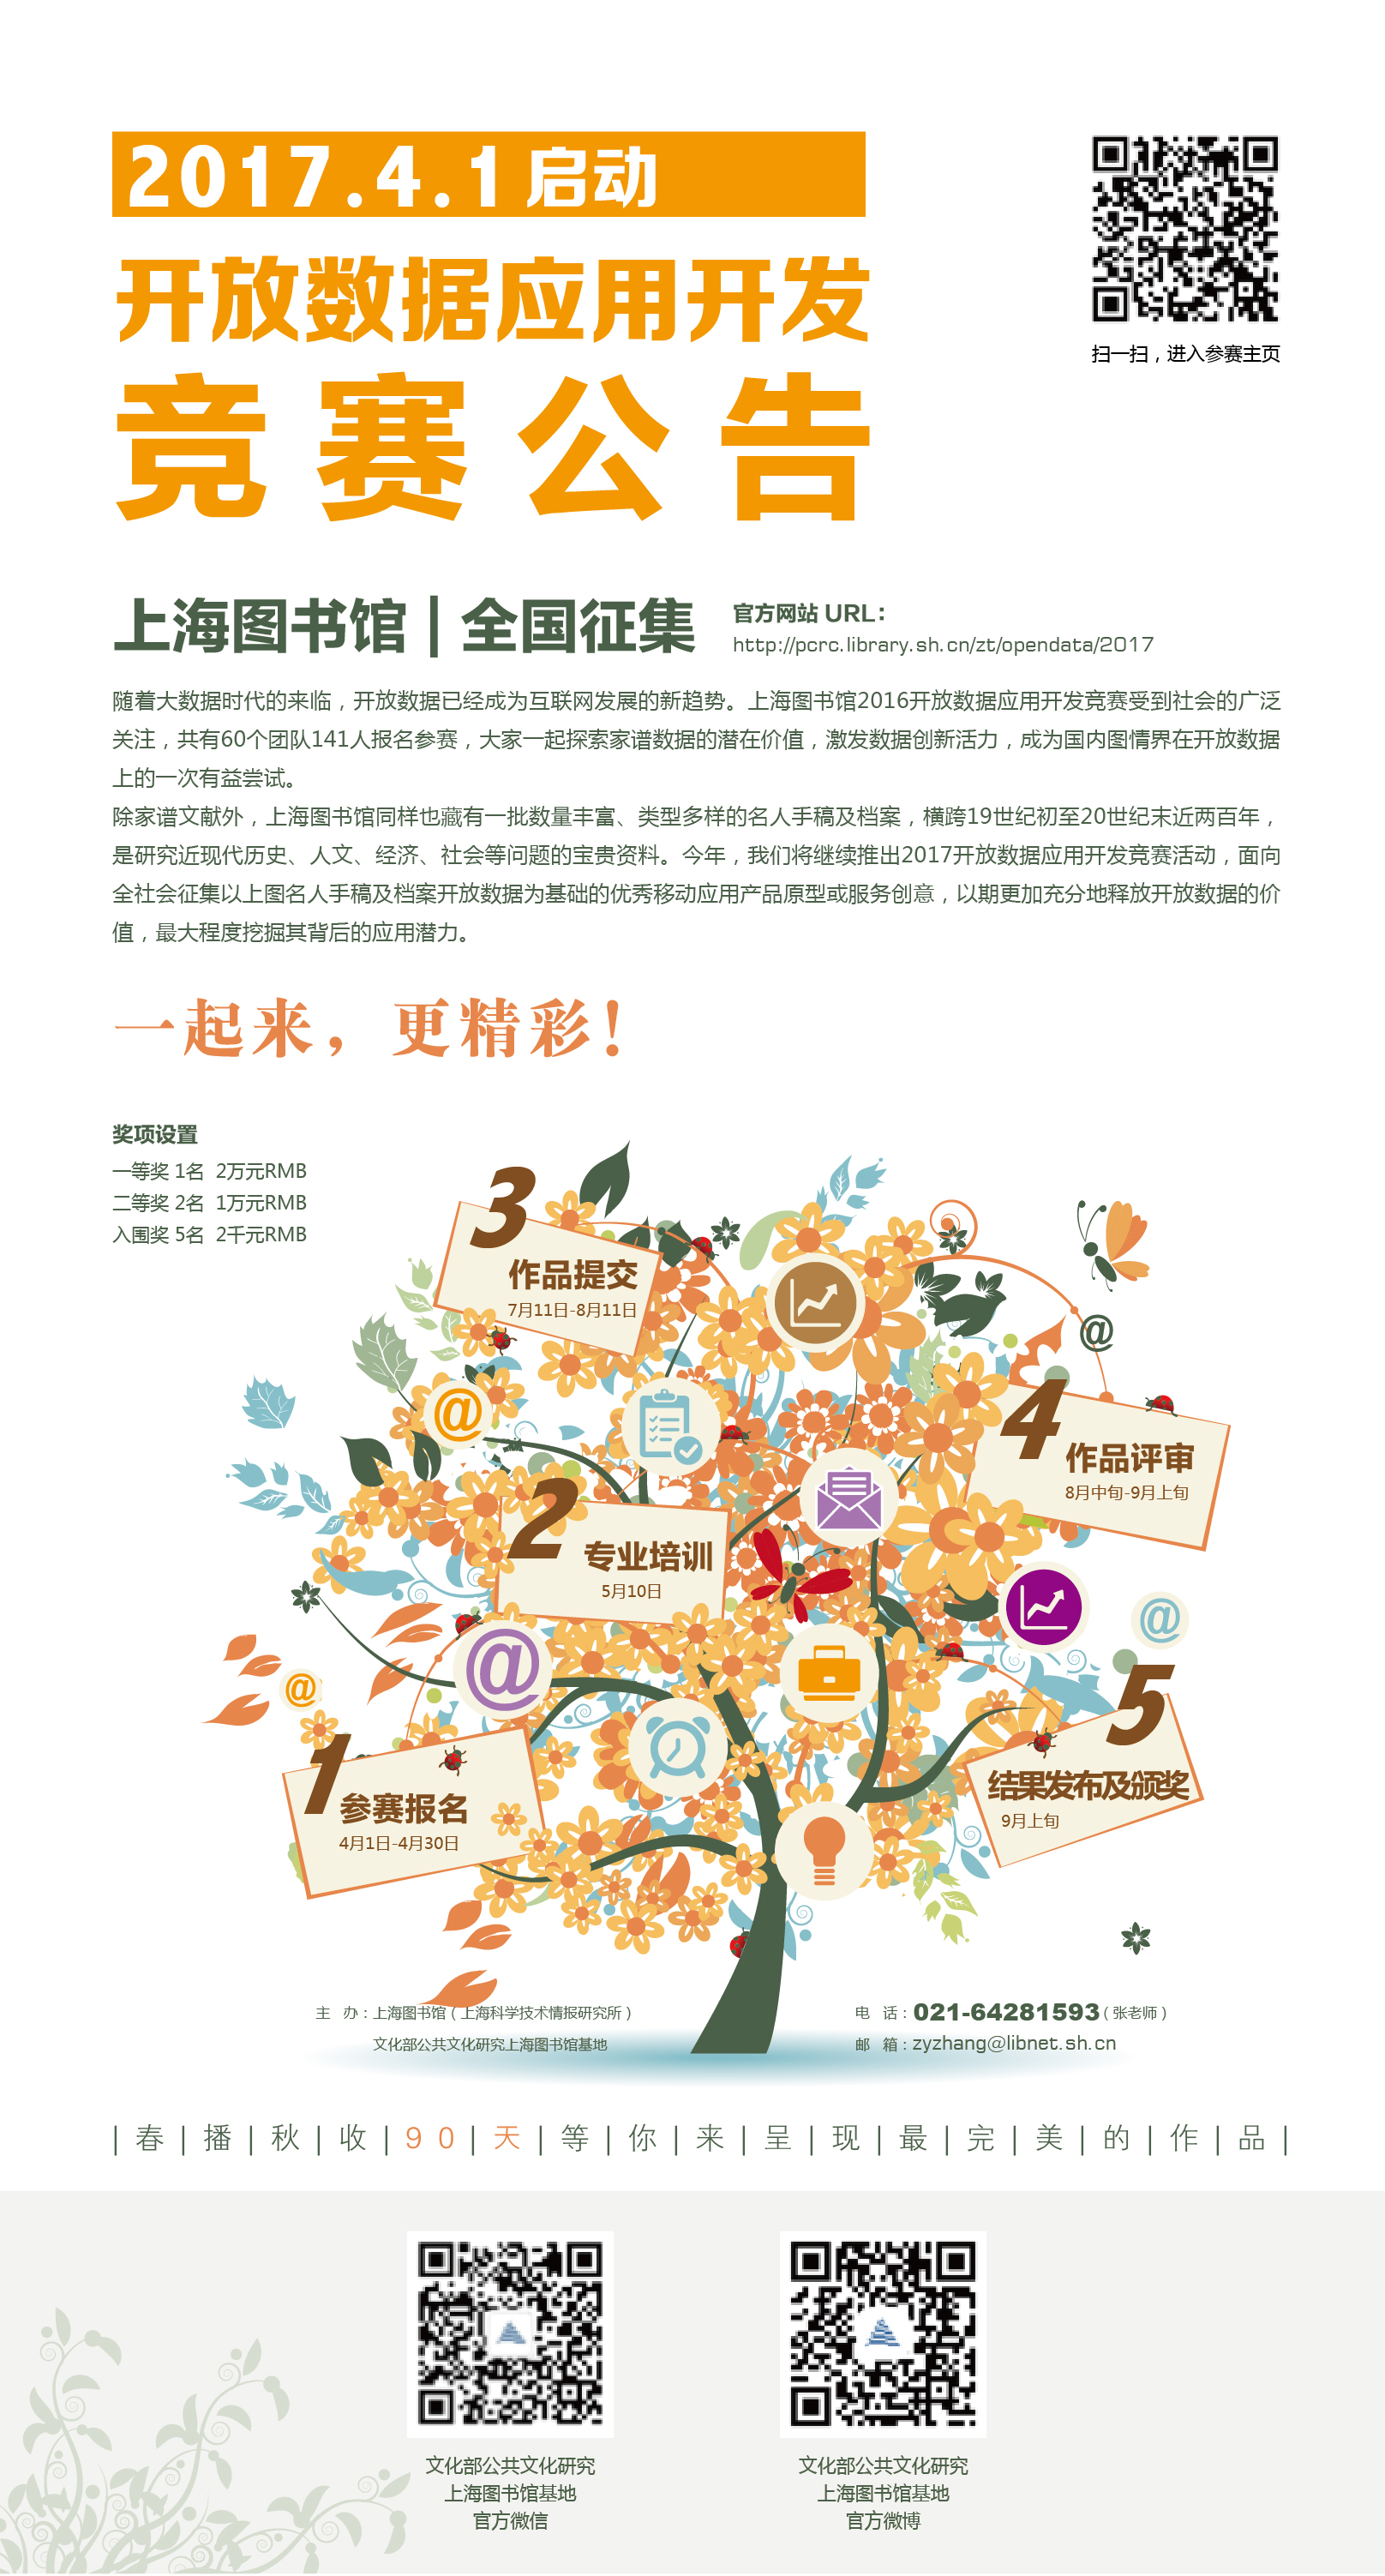 2017.4.1启动
开放数据应用开发
竞赛公告
扫一扫，进入参赛主页
上海图书馆|全国征集
官方网站 URL：
http://pcrc.library.sh.cn/zt/opendata/2017
随着大数据时代的来临，开放数据已经成为互联网发展的新趋势。上海图书馆2016开放数据应用开发竞赛受到社会的广泛
关注，共有60个团队141人报名参赛，大家一起探索家谱数据的潜在价值，激发数据创新活力，成为国内图情界在开放数据
上的一次有益尝试。
除家谱文献外，上海图书馆同样也藏有一批数量丰富、类型多样的名人手稿及档案，横跨19世纪初至20世纪末近两百年，
是研究近现代历史、人文、经济、社会等问题的宝贵资料。今年，我们将继续推出2017开放数据应用开发竞赛活动，面向
全社会征集以上图名人手稿及档案开放数据为基础的优秀移动应用产品原型或服务创意，以期更加充分地释放开放数据的价
值，最大程度挖掘其背后的应用潜力。
一起来，更精彩！
奖项设置
一等奖 1名 2万元RMB
二等奖 2名 1万元RMB
入围奖 5名 2千元RMB
3
作品提交
7月11日-8月11日
@
@
4
作品评审
8月中旬-9月上旬
2
专业培训
5月10日
@
@
@
1
参赛报名
4月1日-4月30日
5
结果发布及颁奖
9月上旬
主 办：上海图书馆（上海科学技术情报研究所）
文化部公共文化研究上海图书馆基地
电 话：021-64281593（张老师）
邮 箱：zyzhang@libnet.sh.cn
|春|播|秋|收|90|天|等|你|来|呈|现|最|完|美|的|作|品|
文化部公共文化研究
上海图书馆基地
官方微信
文化部公共文化研究
上海图书馆基地
官方微博